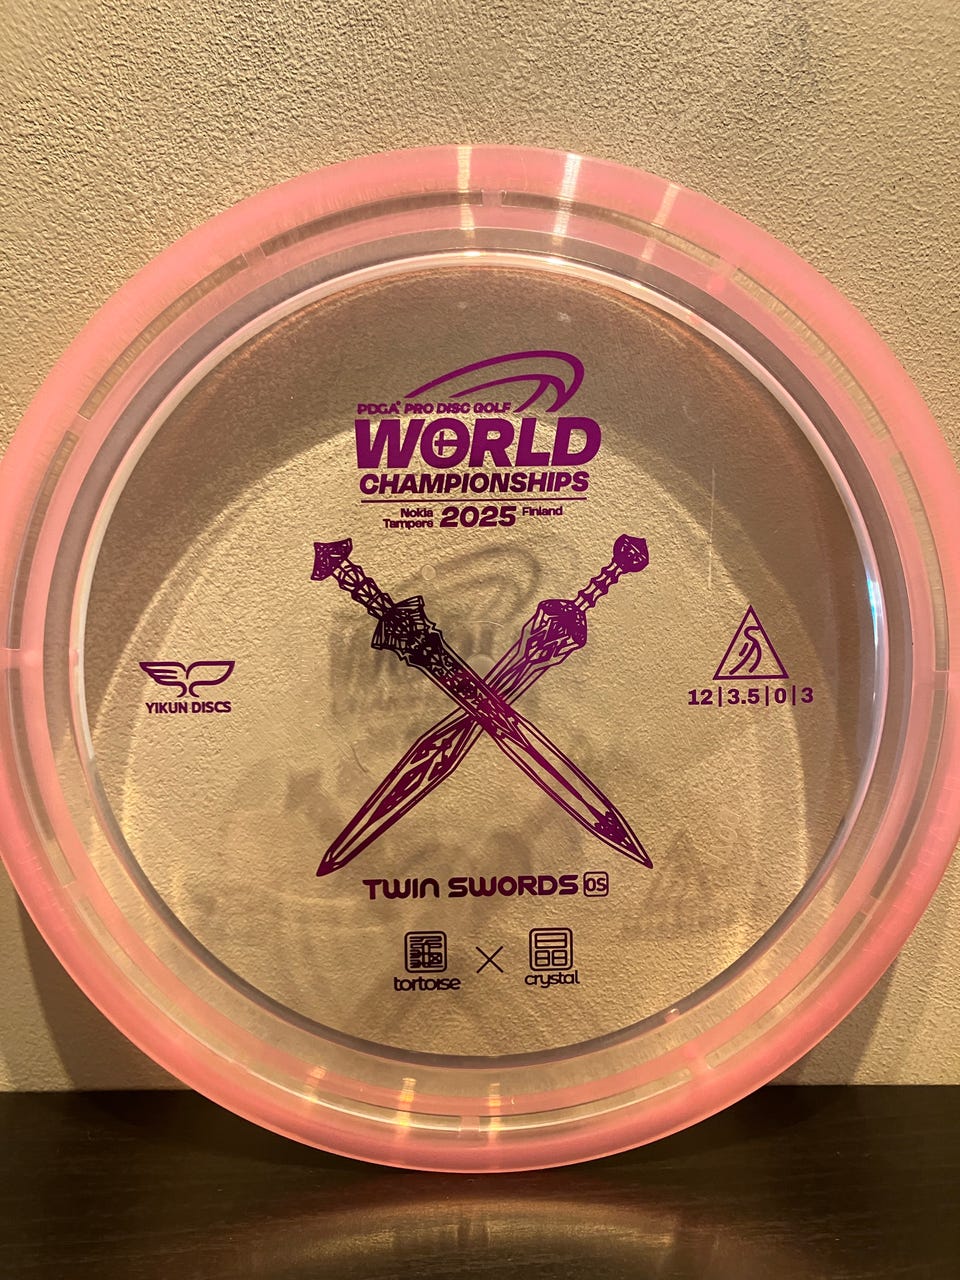 PDGA® PRO DISC GOLF
WORLD
CHAMPIONSHIPS
Nokia Tampere 2025 Finland
YIKUN DISCS
12|3.5|0|3
TWIN SWORDS OS
tortoise × crystal